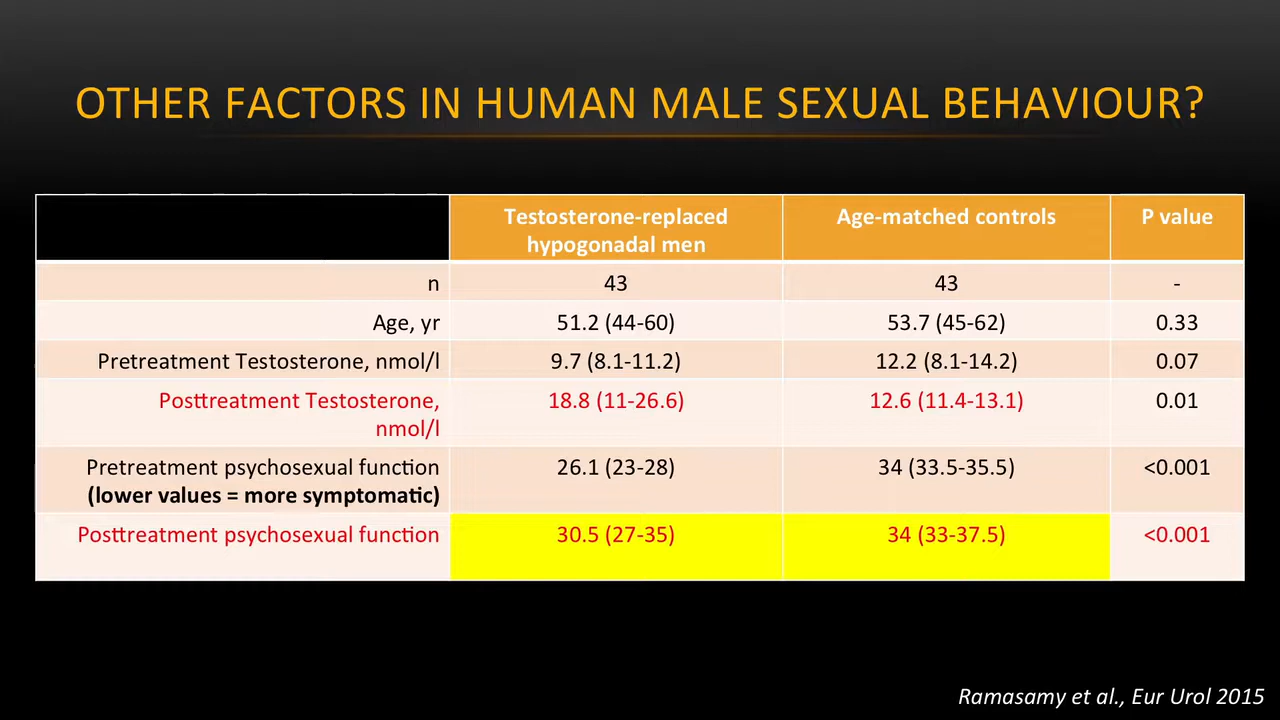 OTHER FACTORS IN HUMAN MALE SEXUAL BEHAVIOUR?
Testosterone-replaced hypogonadal men Age-matched controls P value
n 43 43 -
Age, yr 51.2 (44-60) 53.7 (45-62) 0.33
Pretreatment Testosterone, nmol/l 9.7 (8.1-11.2) 12.2 (8.1-14.2) 0.07
Posttreatment Testosterone, nmol/l 18.8 (11-26.6) 12.6 (11.4-13.1) 0.01
Pretreatment psychosexual function (lower values = more symptomatic) 26.1 (23-28) 34 (33.5-35.5) <0.001
Posttreatment psychosexual function 30.5 (27-35) 34 (33-37.5) <0.001
Ramasamy et al., Eur Urol 2015